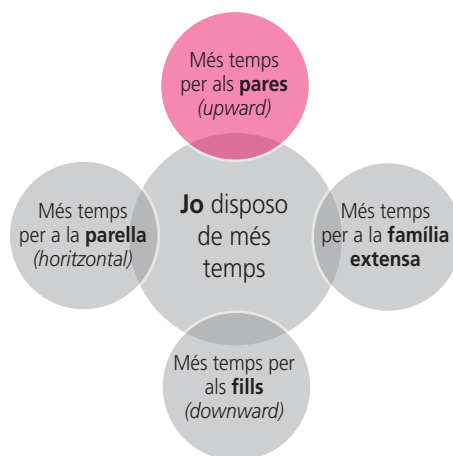 Més temps
per als pares
(upward)
Més temps
per a la parella
(horitzontal)
Jo disposo
de més
temps
Més temps
per a la família
extensa
Més temps per
als fills
(downward)